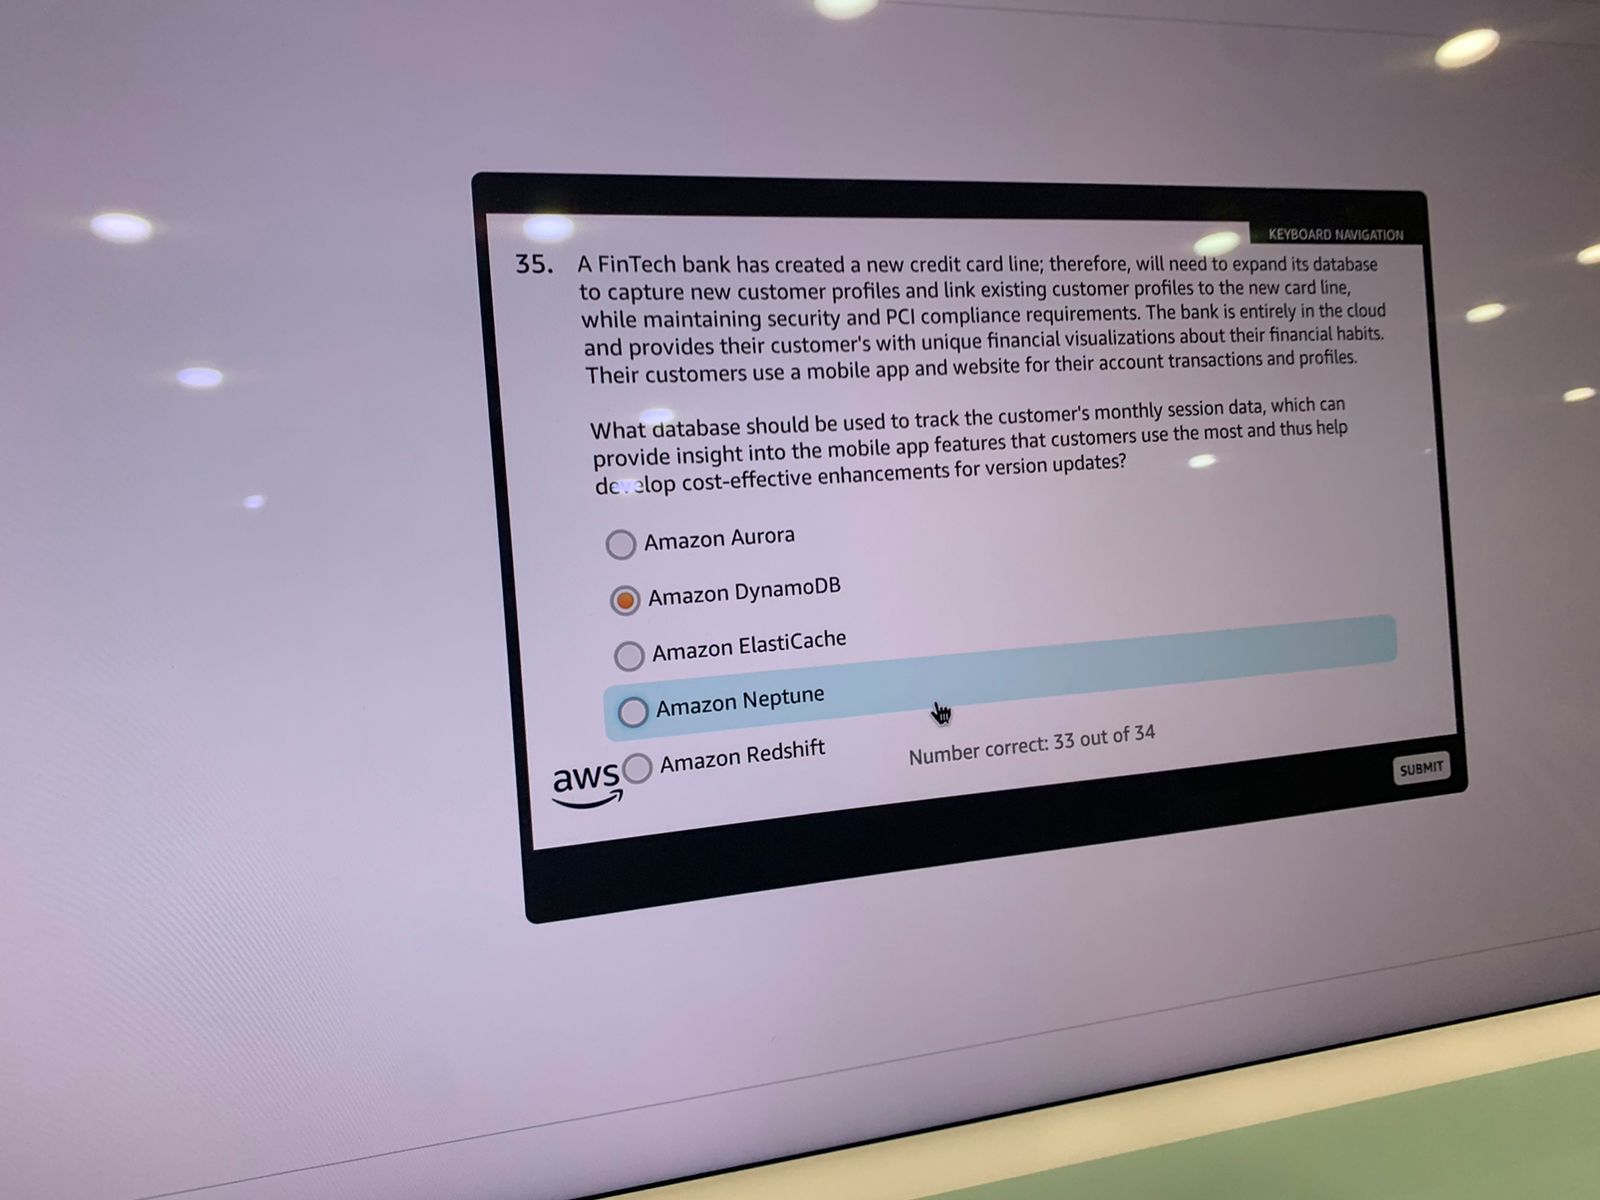 KEYBOARD NAVIGATION
35. A FinTech bank has created a new credit card line; therefore, will need to expand its database
to capture new customer profiles and link existing customer profiles to the new card line,
while maintaining security and PCI compliance requirements. The bank is entirely in the cloud
and provides their customer's with unique financial visualizations about their financial habits.
Their customers use a mobile app and website for their account transactions and profiles.
What database should be used to track the customer's monthly session data, which can
provide insight into the mobile app features that customers use the most and thus help
develop cost-effective enhancements for version updates?
Amazon Aurora
Amazon DynamoDB
Amazon ElastiCache
Amazon Neptune
Amazon Redshift
Number correct: 33 out of 34
aws
SUBMIT